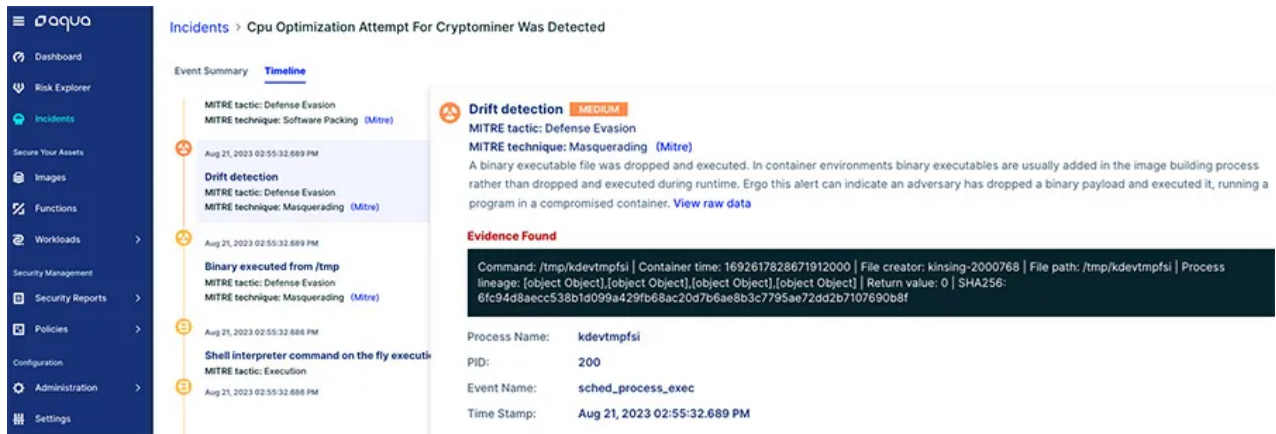 aqua
Dashboard
Risk Explorer
Incidents
Secure Your Assets
Images
Functions
Workloads
Security Management
Security Reports
Policies
Configuration
Administration
Settings
Incidents > Cpu Optimization Attempt For Cryptominer Was Detected
Event Summary Timeline
MITRE tactic: Defense Evasion
MITRE technique: Software Packing (Mitre)
Aug 21, 2023 02:55:32.689 PM
Drift detection
MITRE tactic: Defense Evasion
MITRE technique: Masquerading (Mitre)
Aug 21, 2023 02:55:32.689 PM
Binary executed from /tmp
MITRE tactic: Defense Evasion
MITRE technique: Masquerading (Mitre)
Aug 21, 2023 02:55:32.686 PM
Shell interpreter command on the fly executi
MITRE tactic: Execution
Aug 21, 2023 02:55:32.686 PM
Drift detection MEDIUM
MITRE tactic: Defense Evasion
MITRE technique: Masquerading (Mitre)
A binary executable file was dropped and executed. In container environments binary executables are usually added in the image building process
rather than dropped and executed during runtime. Ergo this alert can indicate an adversary has dropped a binary payload and executed it, running a
program in a compromised container. View raw data
Evidence Found
Command: /tmp/kdevtmpfsi | Container time: 1692617828671912000 | File creator: kinsing-2000768 | File path: /tmp/kdevtmpfsi | Process
lineage: [object Object],[object Object],[object Object],[object Object] | Return value: 0 | SHA256:
6fc94d8aecc538b1d099a429fb68ac20d7b6ae8b3c7795ae72dd2b7107690b8f
Process Name: kdevtmpfsi
PID: 200
Event Name: sched_process_exec
Time Stamp: Aug 21, 2023 02:55:32.689 PM